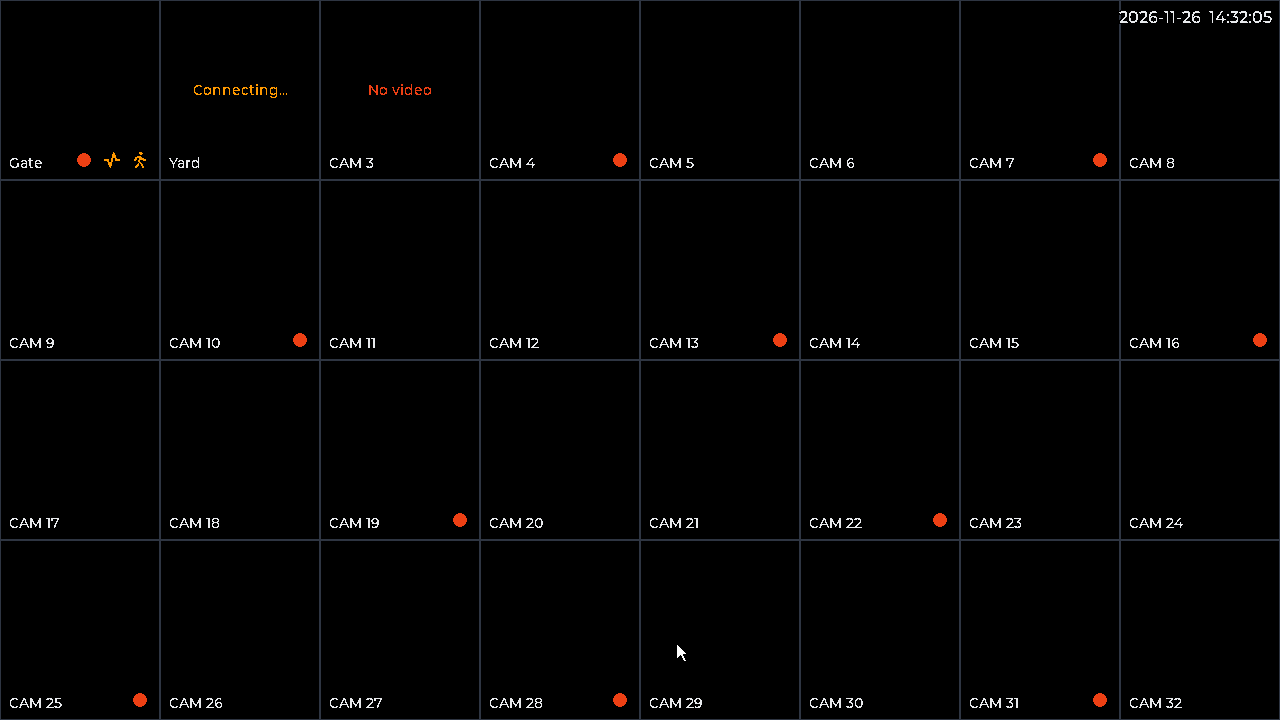 2026-11-26 14:32:05
Connecting...
No video
Gate
Yard
CAM 3
CAM 4
CAM 5
CAM 6
CAM 7
CAM 8
CAM 9
CAM 10
CAM 11
CAM 12
CAM 13
CAM 14
CAM 15
CAM 16
CAM 17
CAM 18
CAM 19
CAM 20
CAM 21
CAM 22
CAM 23
CAM 24
CAM 25
CAM 26
CAM 27
CAM 28
CAM 29
CAM 30
CAM 31
CAM 32